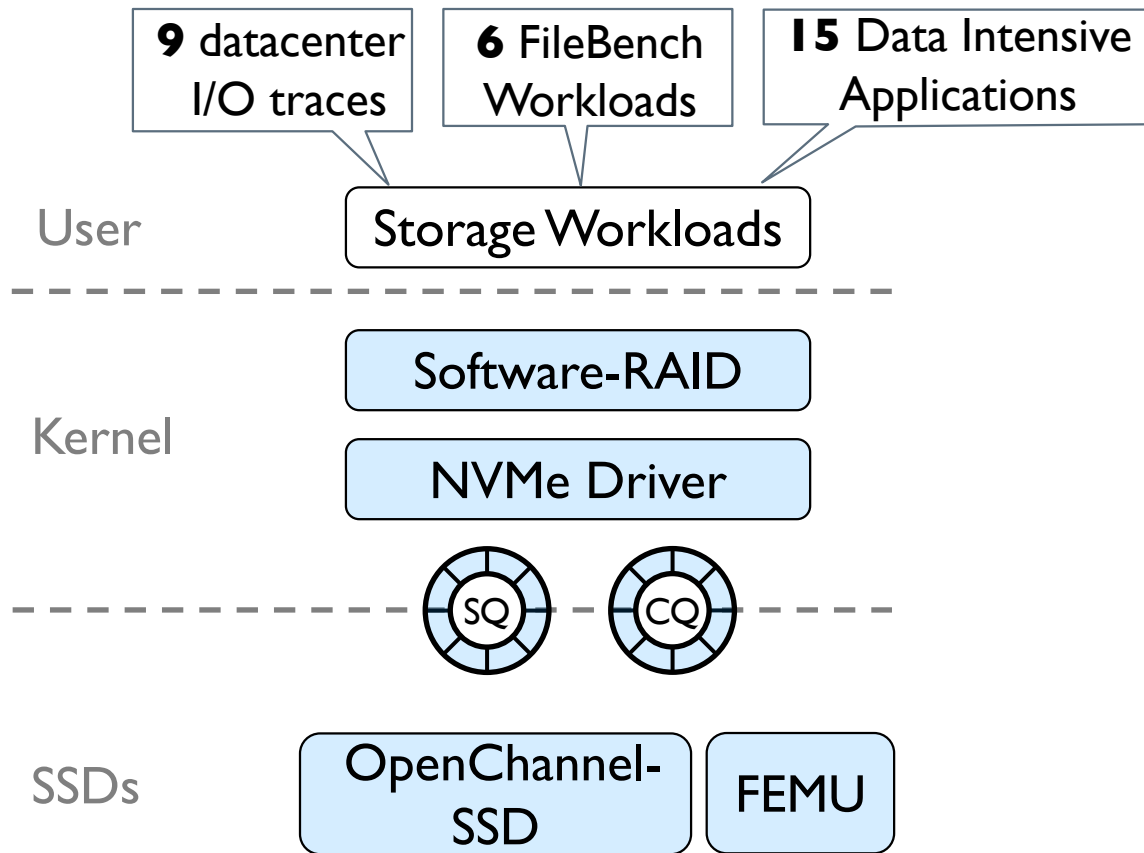 9 datacenter
I/O traces
6 FileBench
Workloads
15 Data Intensive
Applications
User
Storage Workloads
Software-RAID
Kernel
NVMe Driver
SQ
CQ
SSDs
OpenChannel-
SSD
FEMU